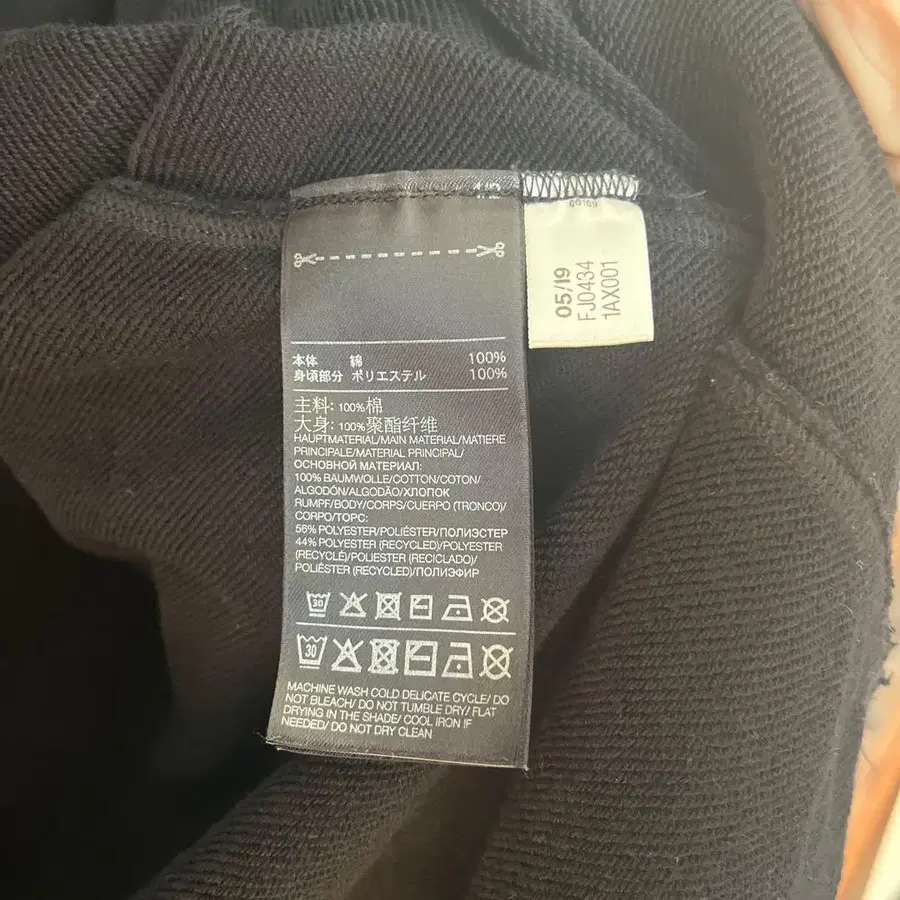 本体 綿 100%
身頃部分 ポリエステル 100%
主料: 100%棉
大身: 100%聚酯纤维
HAUPTMATERIAL/MAIN MATERIAL/MATIERE
PRINCIPALE/MATERIAL PRINCIPAL/
ОСНОВНОЙ МАТЕРИАЛ:
100% BAUMWOLLE/COTTON/COTON/
ALGODÓN/ALGODÃO/ХЛОПОК
RUMPF/BODY/CORPS/CUERPO (TRONCO)/
CORPO/ТОРС:
56% POLYESTER/POLIÉSTER/ПОЛИЭСТЕР
44% POLYESTER (RECYCLED)/POLYESTER
(RECYCLÉ)/POLIESTER (RECICLADO)/
POLIÉSTER (RECYCLED)/ПОЛИЭФИР
30
30
MACHINE WASH COLD DELICATE CYCLE/ DO
NOT BLEACH/ DO NOT TUMBLE DRY/ FLAT
DRYING IN THE SHADE/ COOL IRON IF
NEEDED/ DO NOT DRY CLEAN
05/19
FJ0434
1AX001